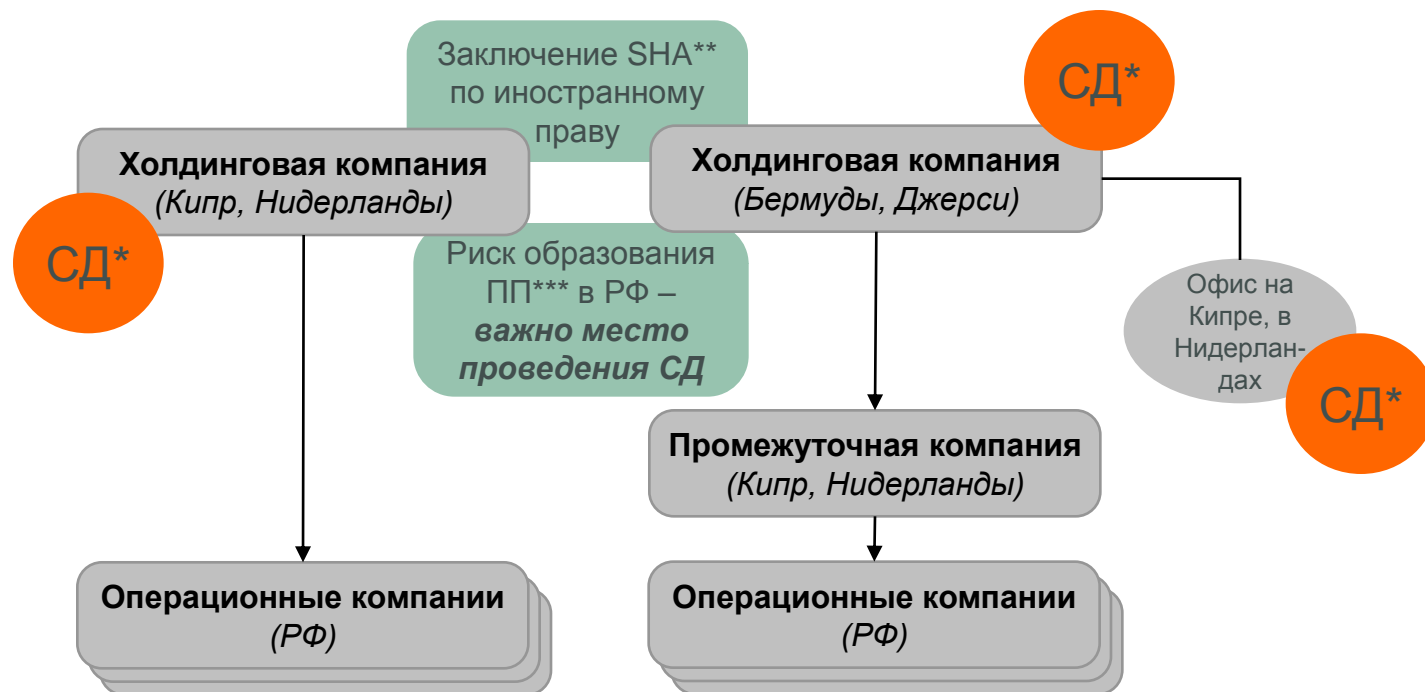 Заключение SHA**
по иностранному
праву
СД*
Холдинговая компания
(Кипр, Нидерланды)
Холдинговая компания
(Бермуды, Джерси)
СД*
Риск образования
ПП*** в РФ –
важно место
проведения СД
Офис на
Кипре, в
Нидерлан-
дах
СД*
Промежуточная компания
(Кипр, Нидерланды)
Операционные компании
(РФ)
Операционные компании
(РФ)